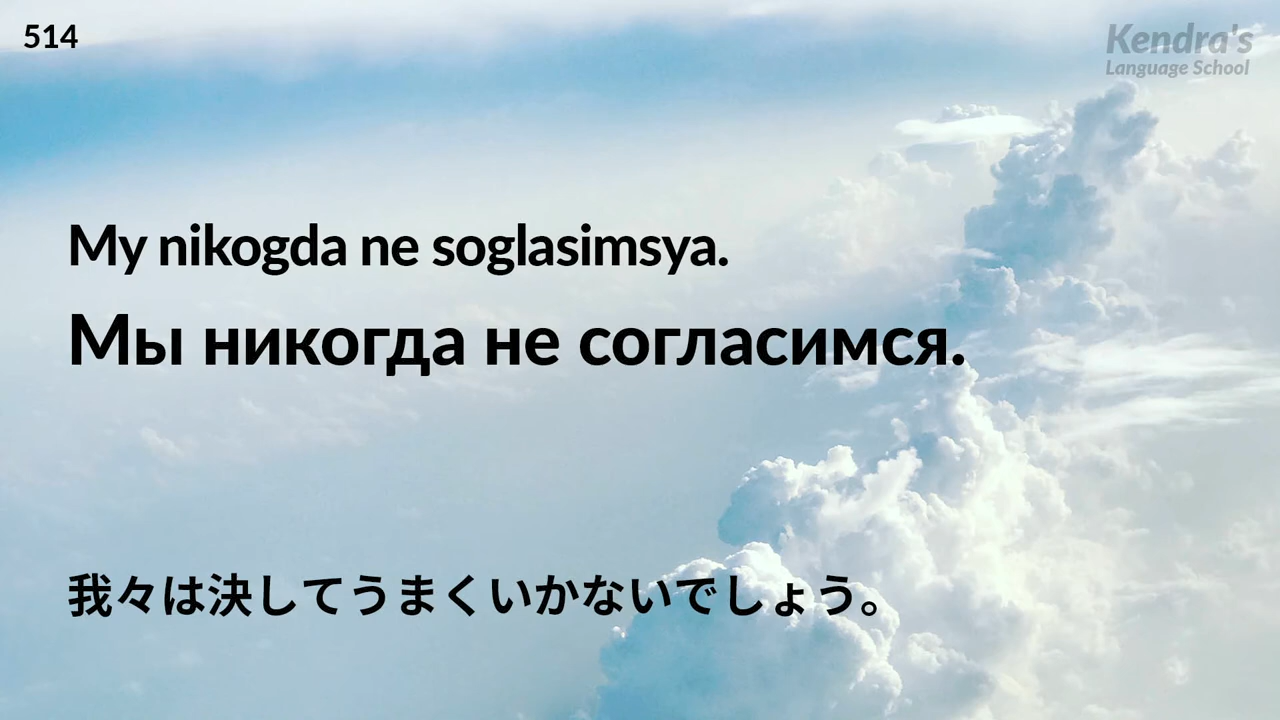 514
Kendra's
Language School
My nikogda ne soglasimsya.
Мы никогда не согласимся.
我々は決してうまくいかないでしょう。